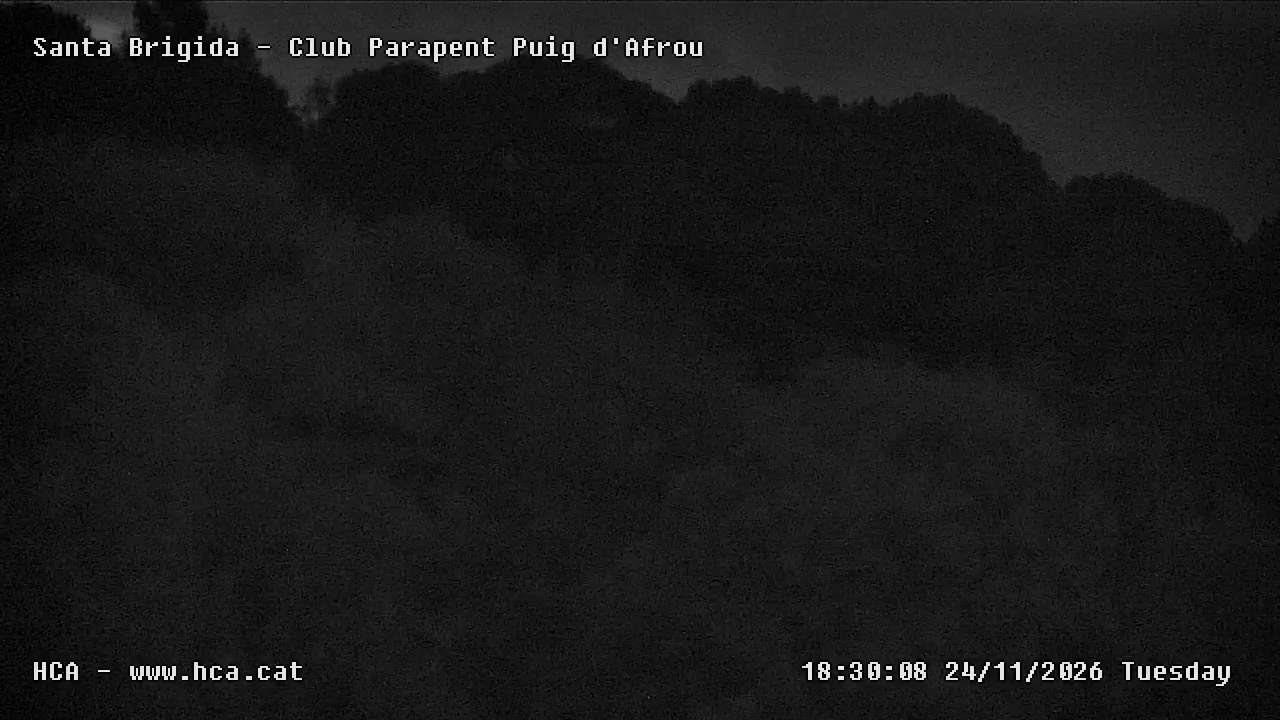 Santa Brigida - Club Parapent Puig d'Afrou
HCA - www.hca.cat
18:30:08 24/11/2026 Tuesday